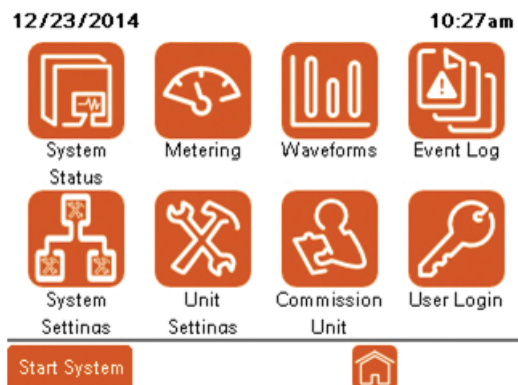 12/23/2014 10:27am
System Status Metering Waveforms Event Log
System Settings Unit Settings Commission Unit User Login
Start System